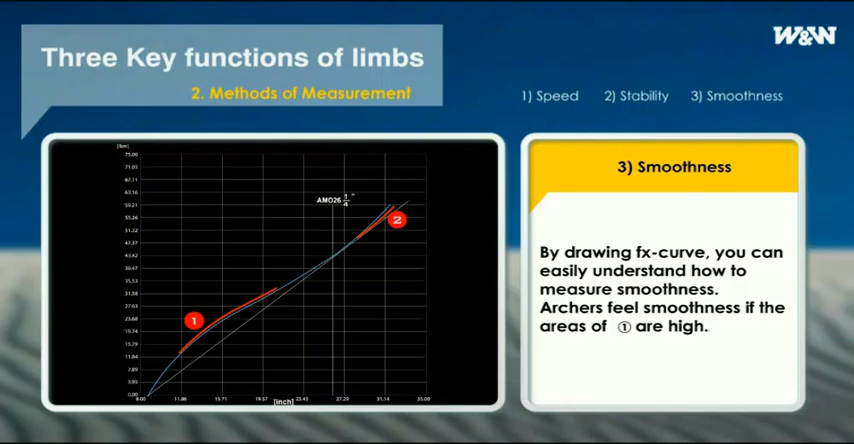 W&W
Three Key functions of limbs
2. Methods of Measurement
1) Speed 2) Stability 3) Smoothness
[lbm]
75.00
71.05
67.11
63.16
59.21
55.26
51.32
47.37
43.42
39.47
35.53
31.58
27.63
23.68
19.74
15.79
11.84
7.89
3.95
0.00
8.00 11.86 15.71 19.57 23.43 27.29 31.14 35.00
[inch]
AMO26 1/4"
1
2
3) Smoothness
By drawing fx-curve, you can
easily understand how to
measure smoothness.
Archers feel smoothness if the
areas of ① are high.